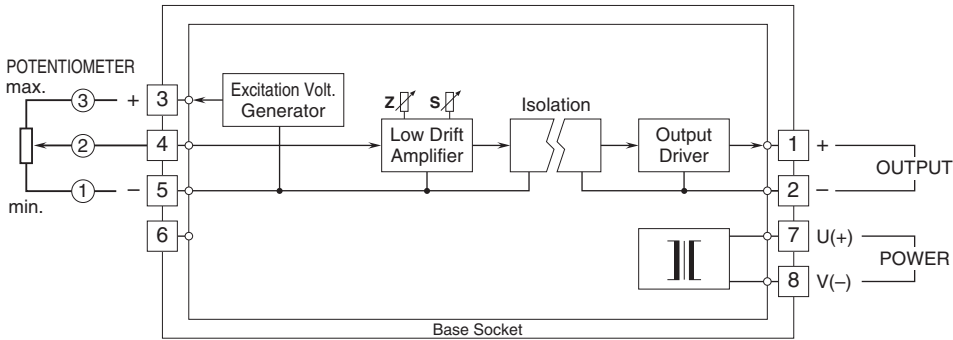 POTENTIOMETER
max.
3 + 3
Excitation Volt.
Generator
Z S
Isolation
2 4
Low Drift
Amplifier
Output
Driver
1 +
OUTPUT
1 – 5
2 –
min.
6
7 U(+)
POWER
8 V(–)
Base Socket